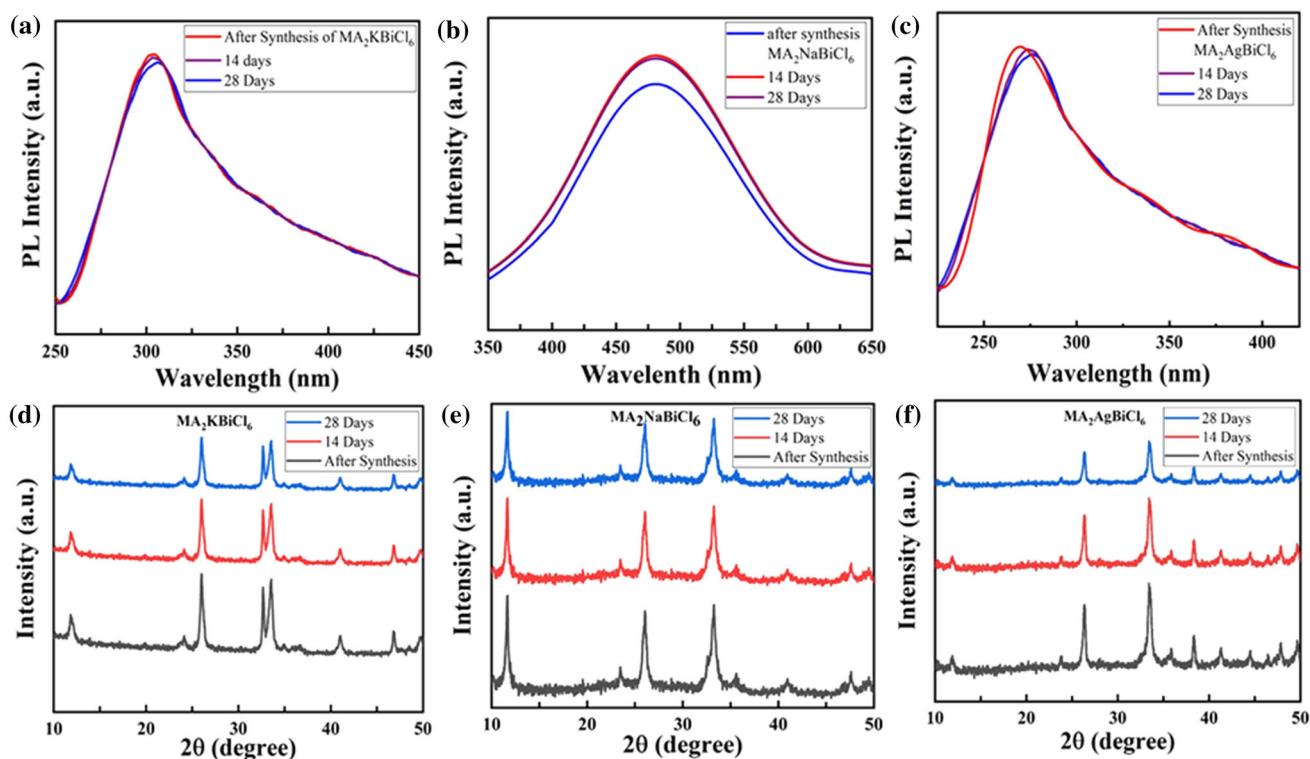 (a)
After Synthesis of MA₂KBiCl₆
14 days
28 Days
PL Intensity (a.u.)
250 300 350 400 450
Wavelength (nm)
(b)
after synthesis
MA₂NaBiCl₆
14 Days
28 Days
PL Intensity (a.u.)
350 400 450 500 550 600 650
Wavelenth (nm)
(c)
After Synthesis
MA₂AgBiCl₆
14 Days
28 Days
PL Intensity (a.u.)
250 300 350 400
Wavelength (nm)
(d)
MA₂KBiCl₆
28 Days
14 Days
After Synthesis
Intensity (a.u.)
10 20 30 40 50
2θ (degree)
(e)
MA₂NaBiCl₆
28 Days
14 Days
After Synthesis
Intensity (a.u.)
10 20 30 40 50
2θ (degree)
(f)
MA₂AgBiCl₆
28 Days
14 Days
After Synthesis
Intensity (a.u.)
10 20 30 40 50
2θ (degree)